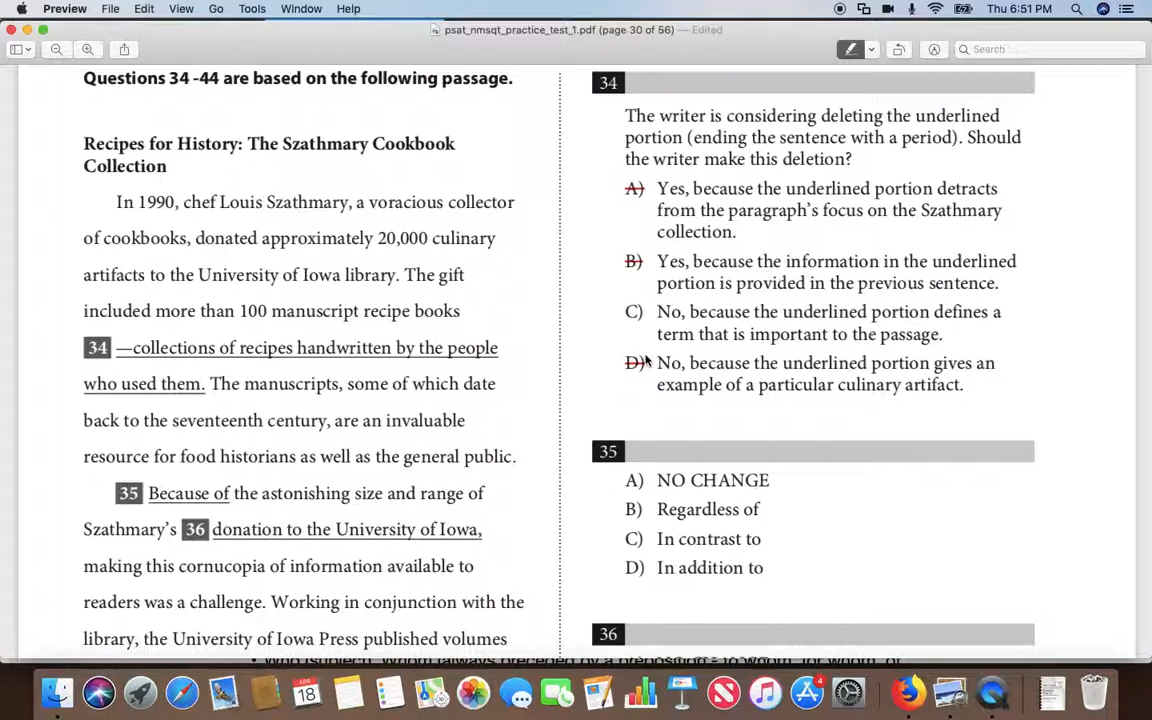 Preview File Edit View Go Tools Window Help Thu 6:51 PM
psat_nmsqt_practice_test_1.pdf (page 30 of 56) — Edited
Search
Questions 34 -44 are based on the following passage.
Recipes for History: The Szathmary Cookbook
Collection
In 1990, chef Louis Szathmary, a voracious collector
of cookbooks, donated approximately 20,000 culinary
artifacts to the University of Iowa library. The gift
included more than 100 manuscript recipe books
34 —collections of recipes handwritten by the people
who used them. The manuscripts, some of which date
back to the seventeenth century, are an invaluable
resource for food historians as well as the general public.
35 Because of the astonishing size and range of
Szathmary's 36 donation to the University of Iowa,
making this cornucopia of information available to
readers was a challenge. Working in conjunction with the
library, the University of Iowa Press published volumes
34
The writer is considering deleting the underlined
portion (ending the sentence with a period). Should
the writer make this deletion?
A) Yes, because the underlined portion detracts
from the paragraph's focus on the Szathmary
collection.
B) Yes, because the information in the underlined
portion is provided in the previous sentence.
C) No, because the underlined portion defines a
term that is important to the passage.
D) No, because the underlined portion gives an
example of a particular culinary artifact.
35
A) NO CHANGE
B) Regardless of
C) In contrast to
D) In addition to
36
APR
18
4